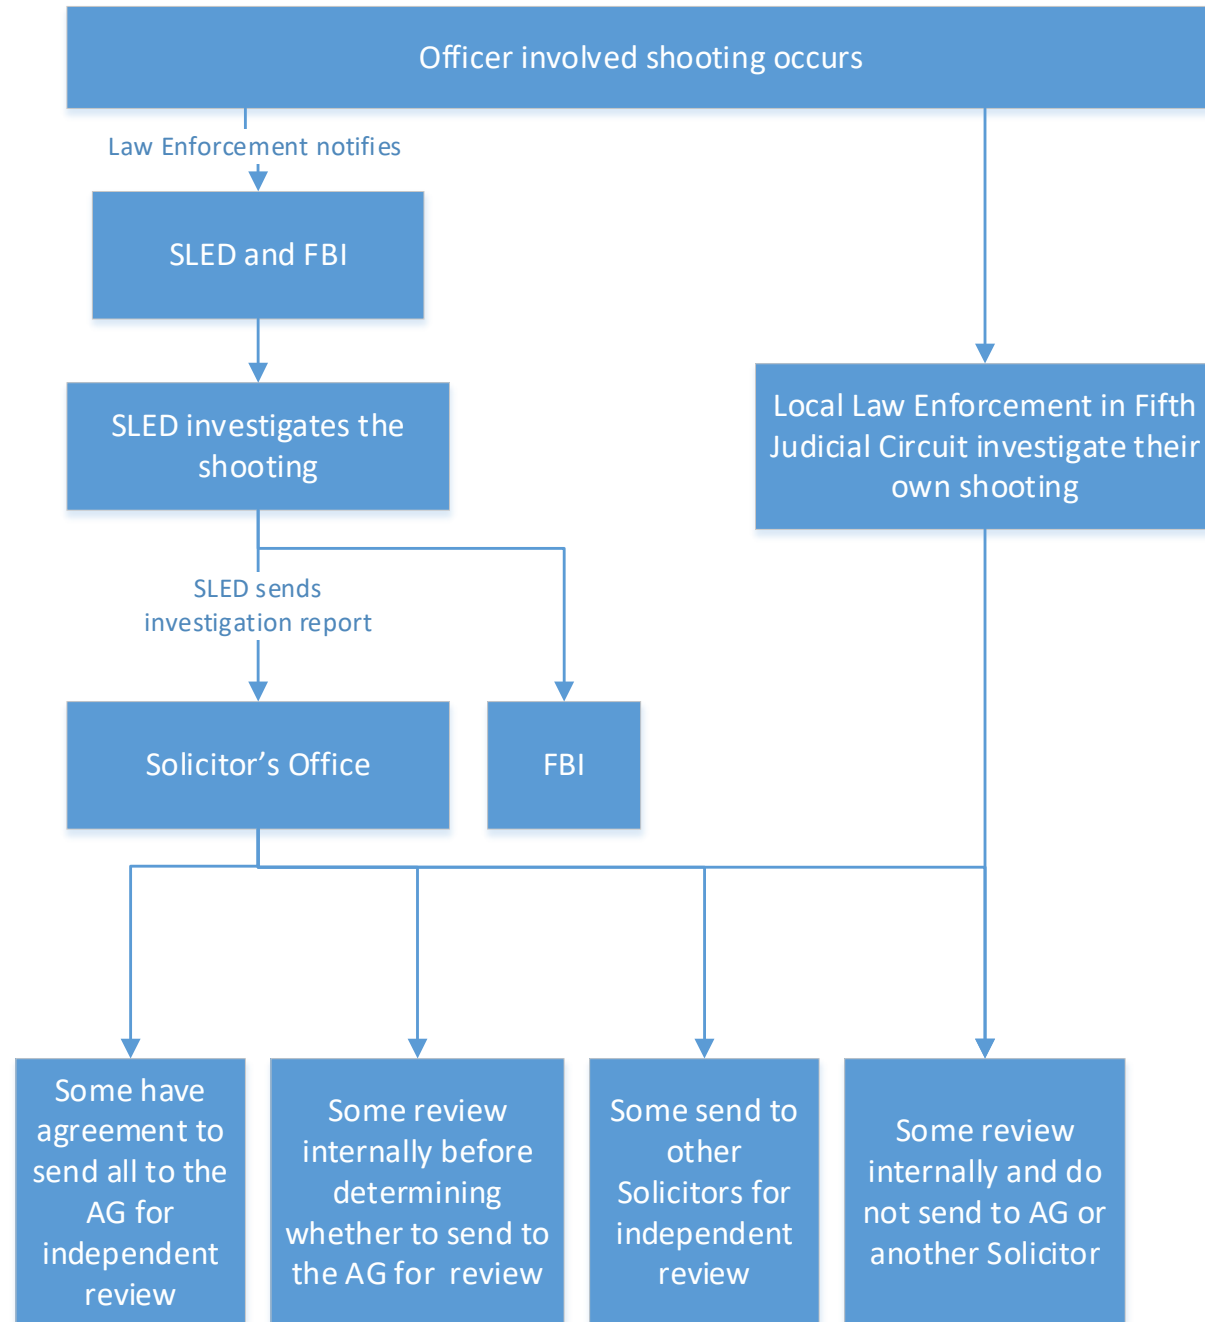 Officer involved shooting occurs
Law Enforcement notifies
SLED and FBI
SLED investigates the
shooting
Local Law Enforcement in Fifth
Judicial Circuit investigate their
own shooting
SLED sends
investigation report
Solicitor’s Office
FBI
Some have
agreement to
send all to the
AG for
independent
review
Some review
internally before
determining
whether to send to
the AG for  review
Some send to
other
Solicitors for
independent
review
Some review
internally and do
not send to AG or
another Solicitor